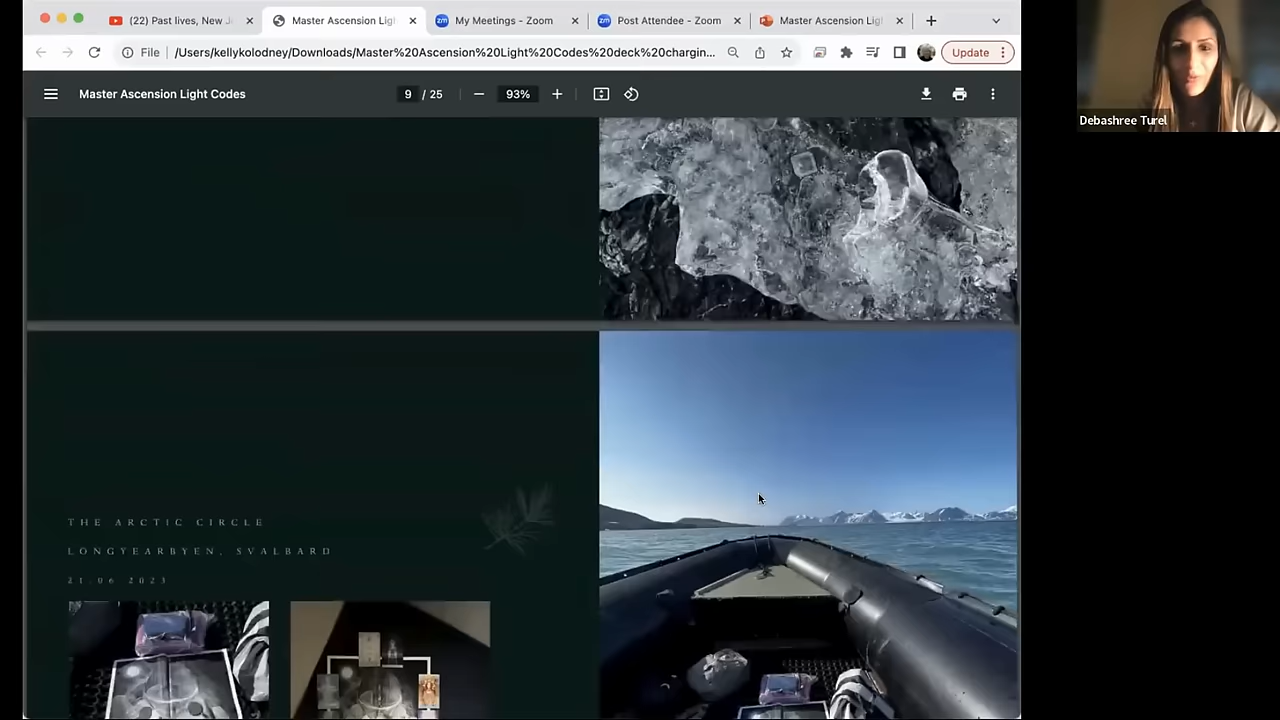 (22) Past lives, New J
Master Ascension Light
My Meetings - Zoom
Post Attendee - Zoom
Master Ascension Ligh
File
/Users/kellykolodney/Downloads/Master%20Ascension%20Light%20Codes%20deck%20chargin...
Update
Master Ascension Light Codes
9 / 25
93%
Debashree Turel
THE ARCTIC CIRCLE
LONGYEARBYEN, SVALBARD
21.06 2023